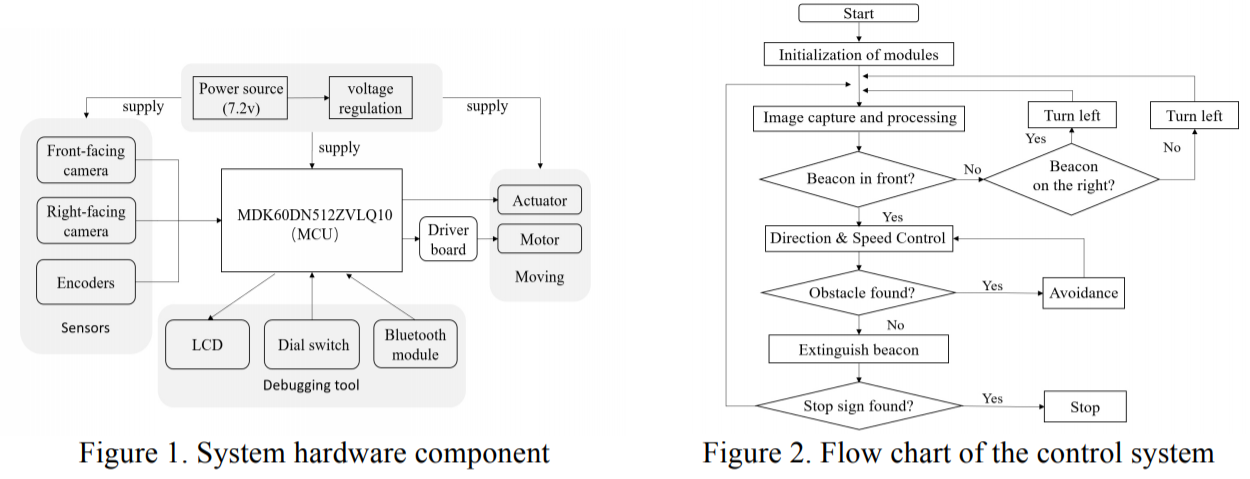 Power source
(7.2v)
voltage
regulation
supply
supply
supply
Front-facing
camera
Right-facing
camera
Encoders
Sensors
MDK60DN512ZVLQ10
(MCU)
Driver
board
Actuator
Motor
Moving
LCD
Dial switch
Bluetooth
module
Debugging tool
Figure 1. System hardware component
Start
Initialization of modules
Image capture and processing
Turn left
Turn left
Yes
No
Beacon in front?
No
Beacon
on the right?
Yes
Direction & Speed Control
Obstacle found?
Yes
Avoidance
No
Extinguish beacon
Stop sign found?
Yes
Stop
Figure 2. Flow chart of the control system